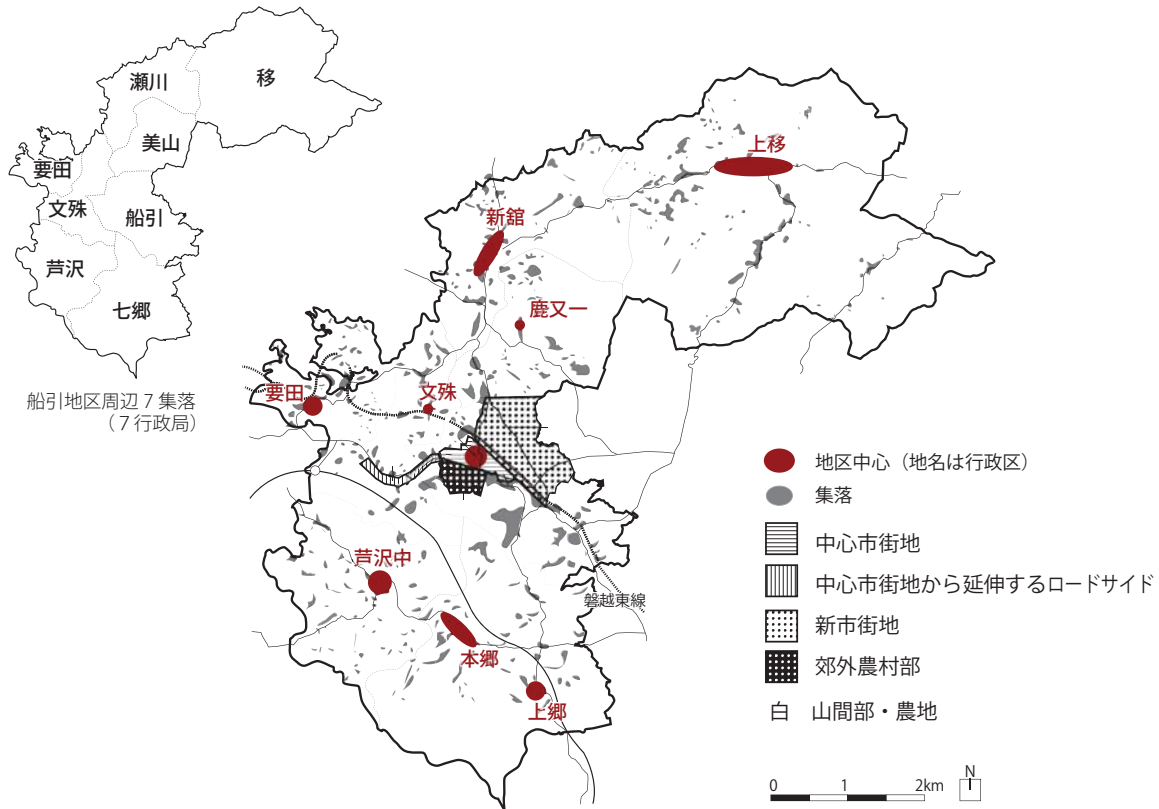 瀬川
移
美山
要田
文殊
船引
芦沢
七郷
船引地区周辺7集落
（7行政局）
上移
新舘
鹿又一
要田
文殊
芦沢中
本郷
上郷
磐越東線
地区中心（地名は行政区）
集落
中心市街地
中心市街地から延伸するロードサイド
新市街地
郊外農村部
白 山間部・農地
0 1 2km
N